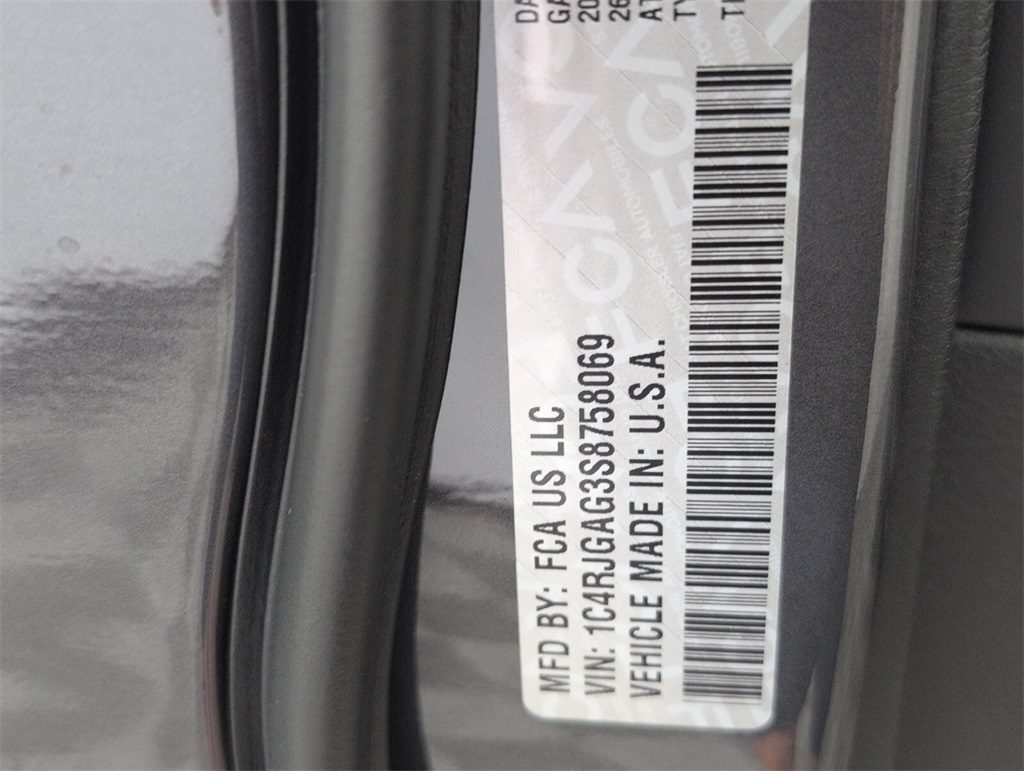 MFD BY: FCA US LLC
VIN: 1C4RJGAG3S8758069
VEHICLE MADE IN: U.S.A.